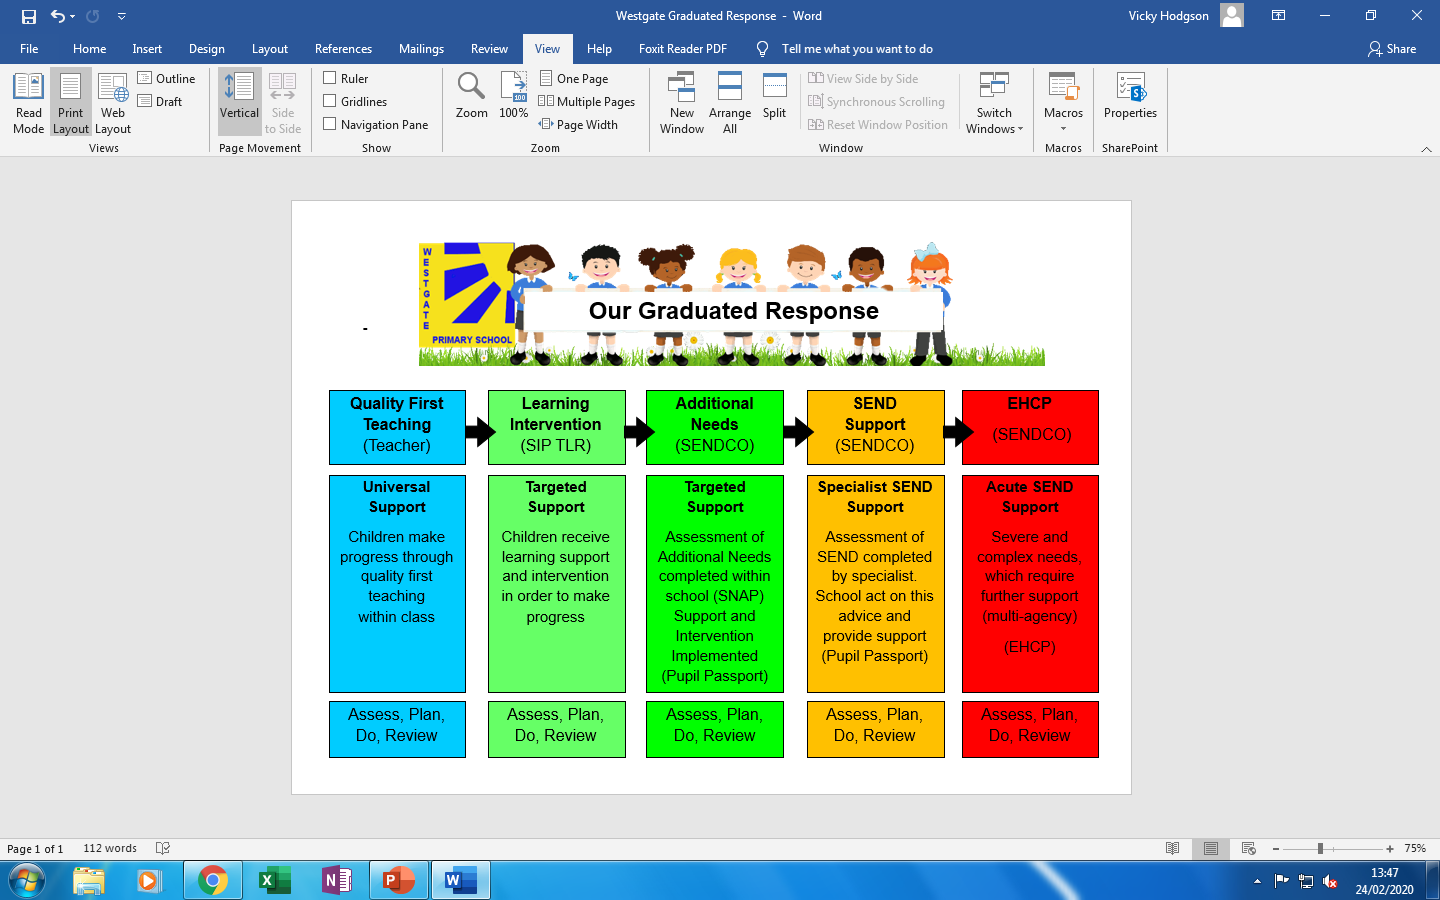 Westgate Graduated Response - Word
Vicky Hodgson
File Home Insert Design Layout References Mailings Review View Help Foxit Reader PDF Tell me what you want to do Share
Read Mode
Print Layout
Web Layout
Outline
Draft
Views
Vertical
Side to Side
Page Movement
Ruler
Gridlines
Navigation Pane
Show
Zoom
100
100%
One Page
Multiple Pages
Page Width
Zoom
New Window
Arrange All
Split
View Side by Side
Synchronous Scrolling
Reset Window Position
Window
Switch Windows
Macros
Macros
Properties
SharePoint
WESTGATE
PRIMARY SCHOOL
Our Graduated Response
-
Quality First
Teaching
(Teacher)
Learning
Intervention
(SIP TLR)
Additional
Needs
(SENDCO)
SEND
Support
(SENDCO)
EHCP
(SENDCO)
Universal
Support
Children make
progress through
quality first
teaching
within class
Targeted
Support
Children receive
learning support
and intervention
in order to make
progress
Targeted
Support
Assessment of
Additional Needs
completed within
school (SNAP)
Support and
Intervention
Implemented
(Pupil Passport)
Specialist SEND
Support
Assessment of
SEND completed
by specialist.
School act on this
advice and
provide support
(Pupil Passport)
Acute SEND
Support
Severe and
complex needs,
which require
further support
(multi-agency)
(EHCP)
Assess, Plan,
Do, Review
Assess, Plan,
Do, Review
Assess, Plan,
Do, Review
Assess, Plan,
Do, Review
Assess, Plan,
Do, Review
Page 1 of 1 112 words
75%
13:47
24/02/2020